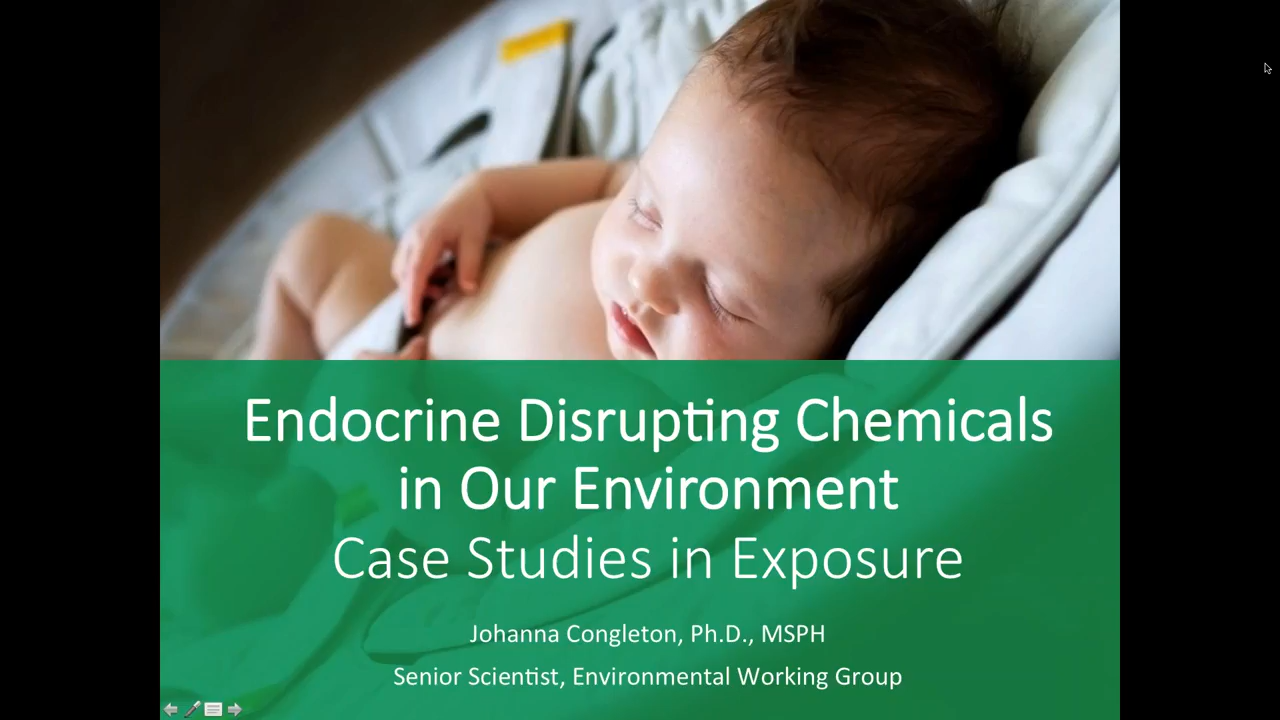 Endocrine Disrupting Chemicals
in Our Environment
Case Studies in Exposure
Johanna Congleton, Ph.D., MSPH
Senior Scientist, Environmental Working Group